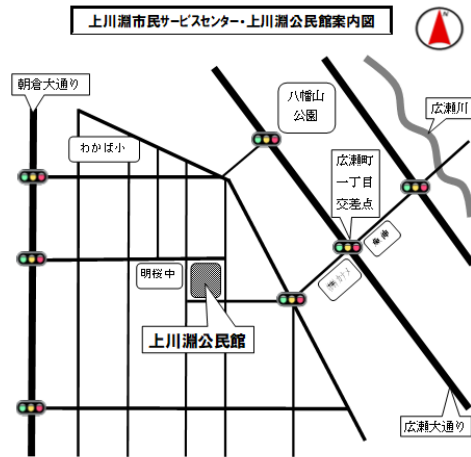 上川淵市民サービスセンター・上川淵公民館案内図
N
朝倉大通り
八幡山
公園
広瀬川
わかば小
広瀬町
一丁目
交差点
明桜中
上川淵公民館
広瀬大通り